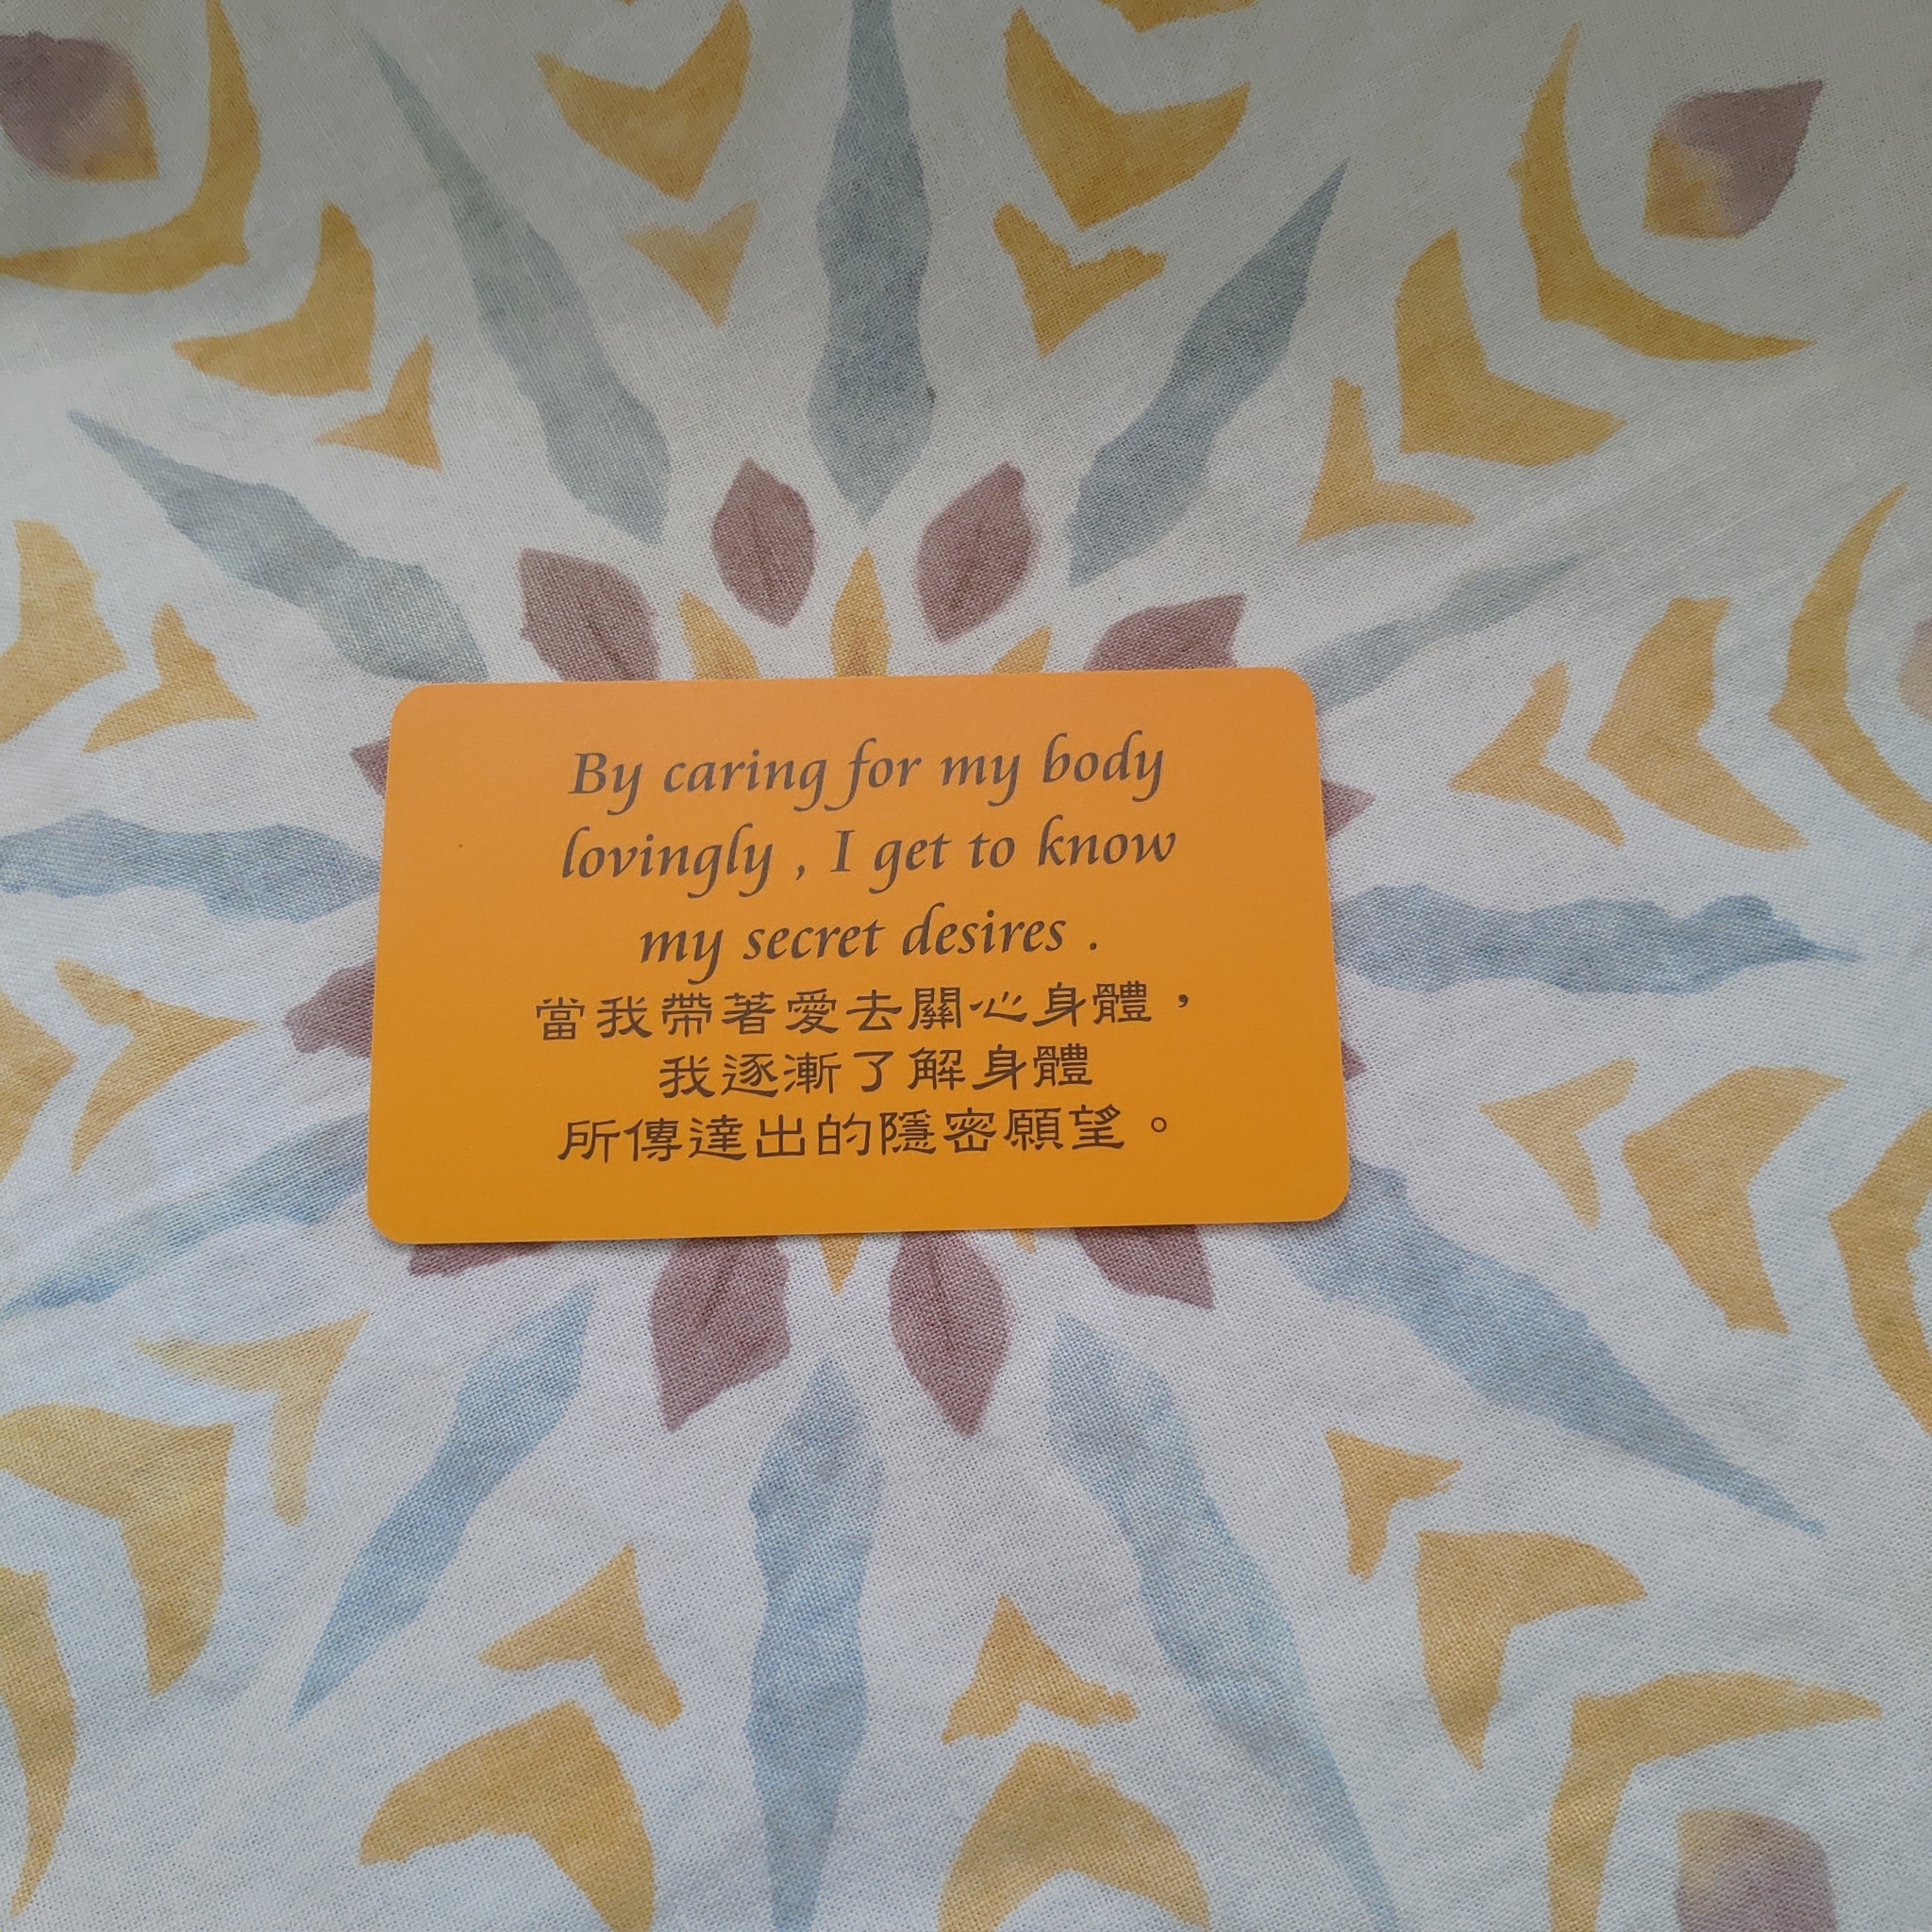 By caring for my body
lovingly , I get to know
my secret desires .
當我帶著愛去關心身體，
我逐漸了解身體
所傳達出的隱密願望。